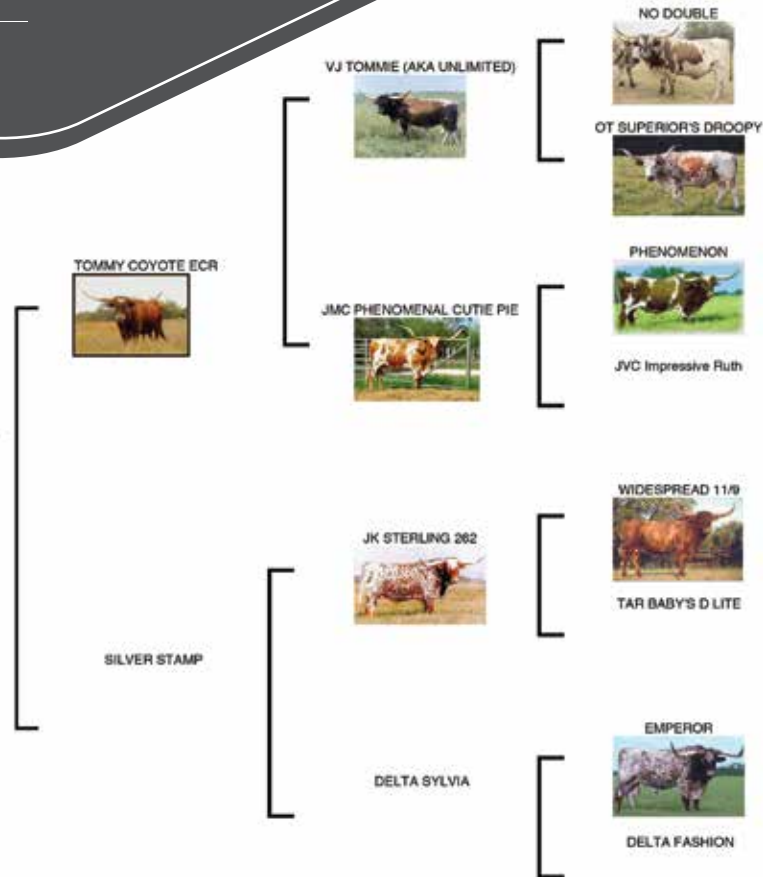 NO DOUBLE
VJ TOMMIE (AKA UNLIMITED)
OT SUPERIOR'S DROOPY
TOMMY COYOTE ECR
PHENOMENON
JMC PHENOMENAL CUTIE PIE
JVC Impressive Ruth
WIDESPREAD 11/9
JK STERLING 262
TAR BABY'S D LITE
SILVER STAMP
EMPEROR
DELTA SYLVIA
DELTA FASHION